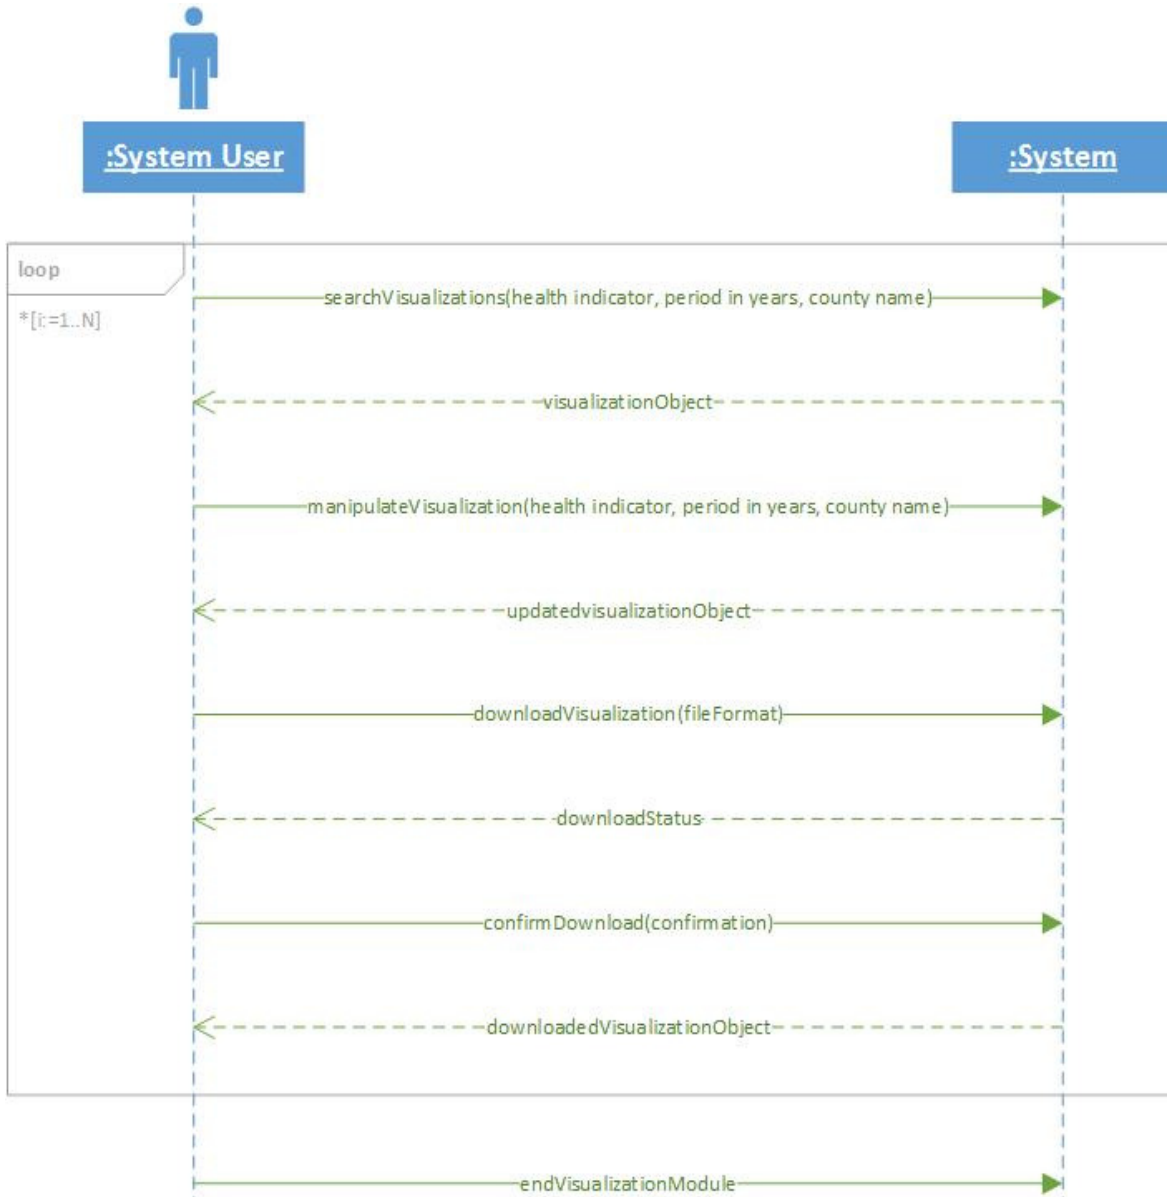 :System User
:System
loop
*[i:=1..N]
searchVisualizations(health indicator, period in years, county name)
visualizationObject
manipulateVisualization(health indicator, period in years, county name)
updatedvisualizationObject
downloadVisualization(fileFormat)
downloadStatus
confirmDownload(confirmation)
downloadedVisualizationObject
endVisualizationModule